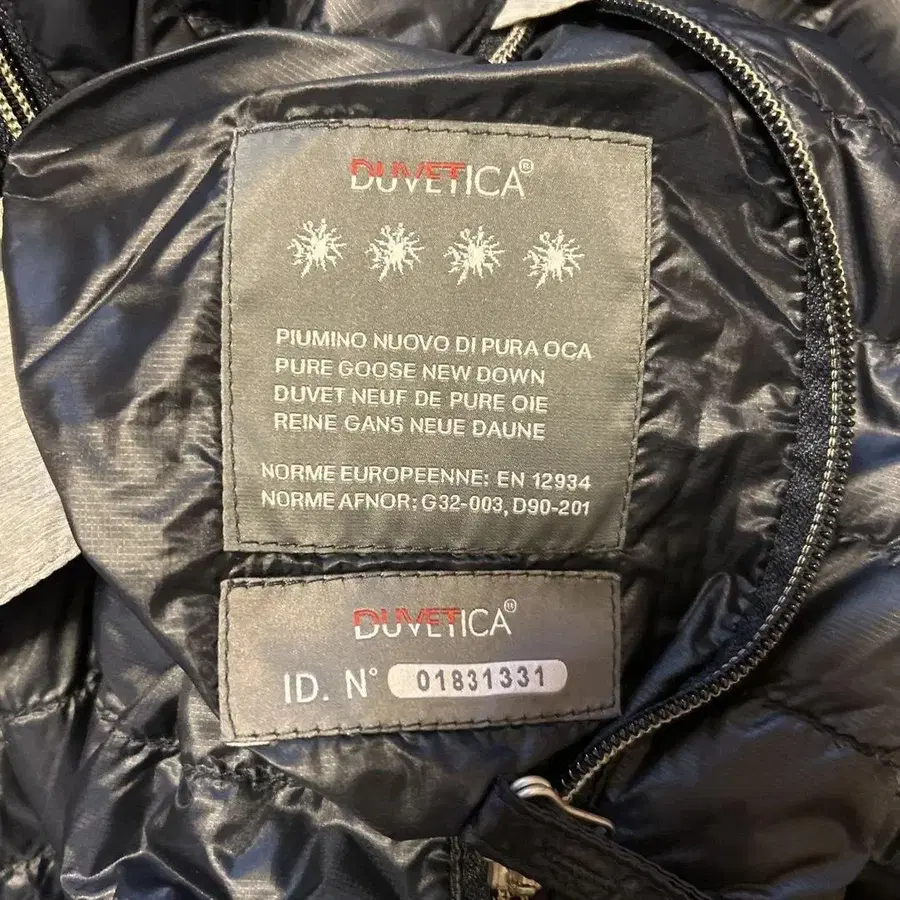 DUVETICA®
PIUMINO NUOVO DI PURA OCA
PURE GOOSE NEW DOWN
DUVET NEUF DE PURE OIE
REINE GANS NEUE DAUNE
NORME EUROPEENNE: EN 12934
NORME AFNOR: G32-003, D90-201
DUVETICA®
ID. N° 01831331